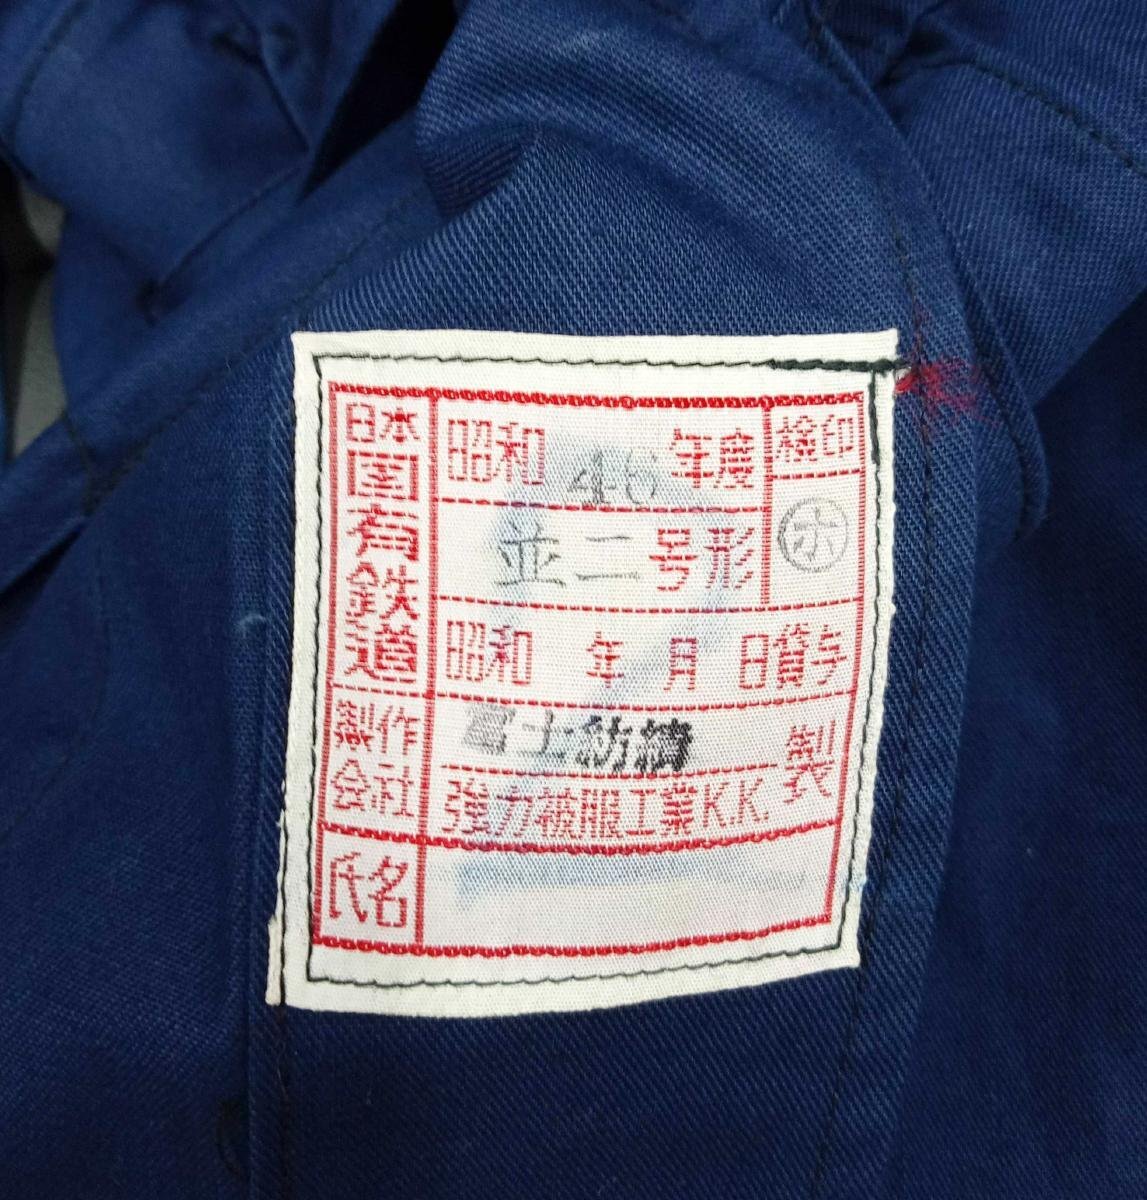 日本国有鉄道
昭和 46 年度
検印
並二号形
ホ
昭和 年 月 日貸与
製作会社
富士紡績
強力被服工業K.K. 製
氏名